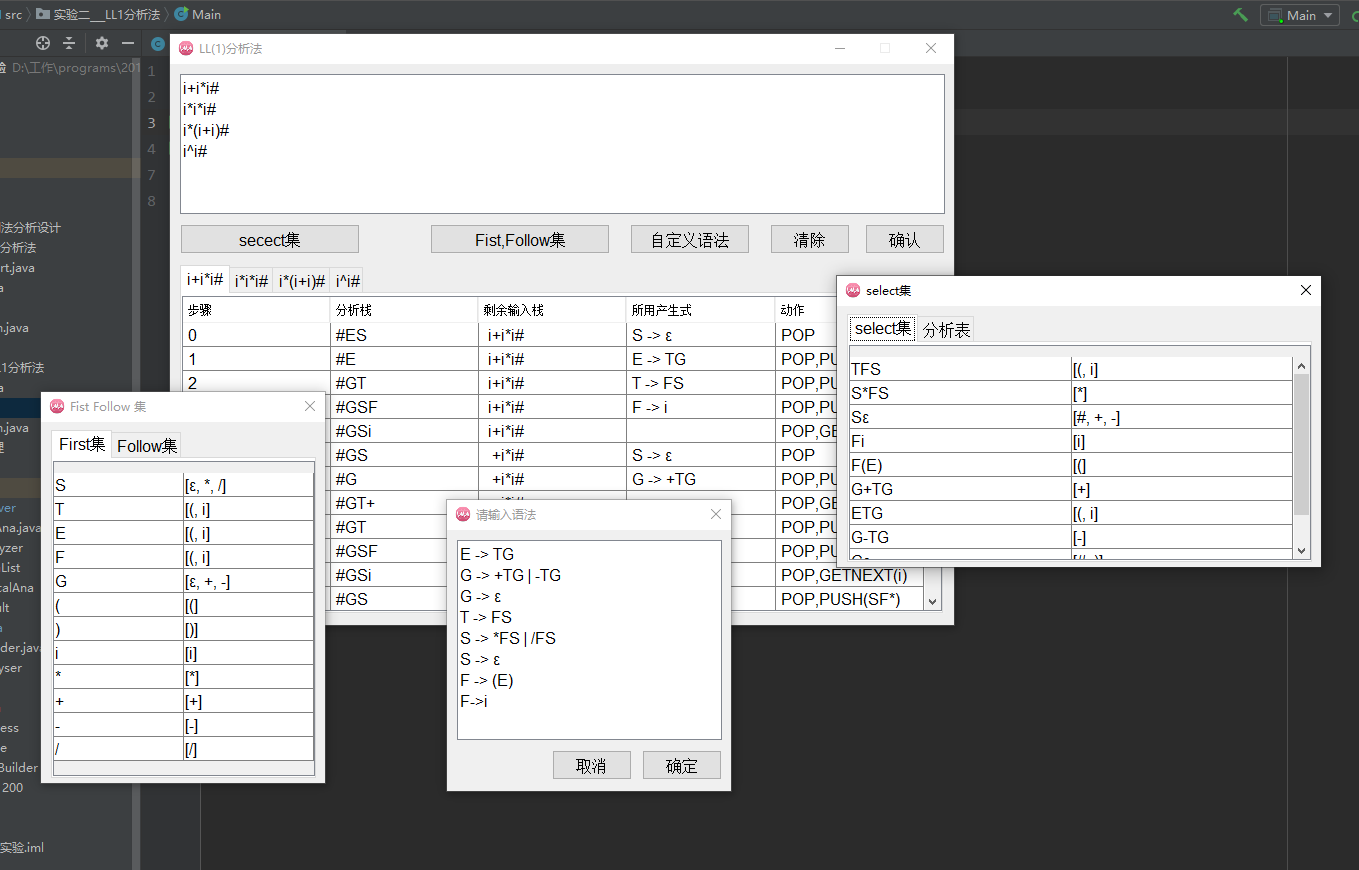 src 实验二__LL1分析法 Main
Main
D:\工作\programs\201
1
2
3
4
7
8
法分析设计
分析法
rt.java
n.java
.1分析法
n.java
ver
Ana.java
yzer
nList
calAna
ult
der.java
yser
ess
Builder
200
实验.iml
LL(1)分析法
i+i*i#
i*i*i#
i*(i+i)#
i^i#
secect集 Fist,Follow集 自定义语法 清除 确认
i+i*i# i*i*i# i*(i+i)# i^i#
步骤 分析栈 剩余输入栈 所用产生式 动作
0 #ES i+i*i# S -> ε POP
1 #E i+i*i# E -> TG POP,PU
2 #GT i+i*i# T -> FS POP,PU
#GSF i+i*i# F -> i POP,PU
#GSi i+i*i# POP,GE
#GS +i*i# S -> ε POP
#G +i*i# G -> +TG POP,PU
#GT+ POP,GE
#GT POP,PU
#GSF POP,PU
#GSi POP,GETNEXT(i)
#GS POP,PUSH(SF*)
Fist Follow 集
First集 Follow集
S [ε, *, /]
T [(, i]
E [(, i]
F [(, i]
G [ε, +, -]
( [(]
) [)]
i [i]
* [*]
+ [+]
- [-]
/ [/]
请输入语法
E -> TG
G -> +TG | -TG
G -> ε
T -> FS
S -> *FS | /FS
S -> ε
F -> (E)
F->i
取消 确定
select集
select集 分析表
TFS [(, i]
S*FS [*]
Sε [#, +, -]
Fi [i]
F(E) [(]
G+TG [+]
ETG [(, i]
G-TG [-]